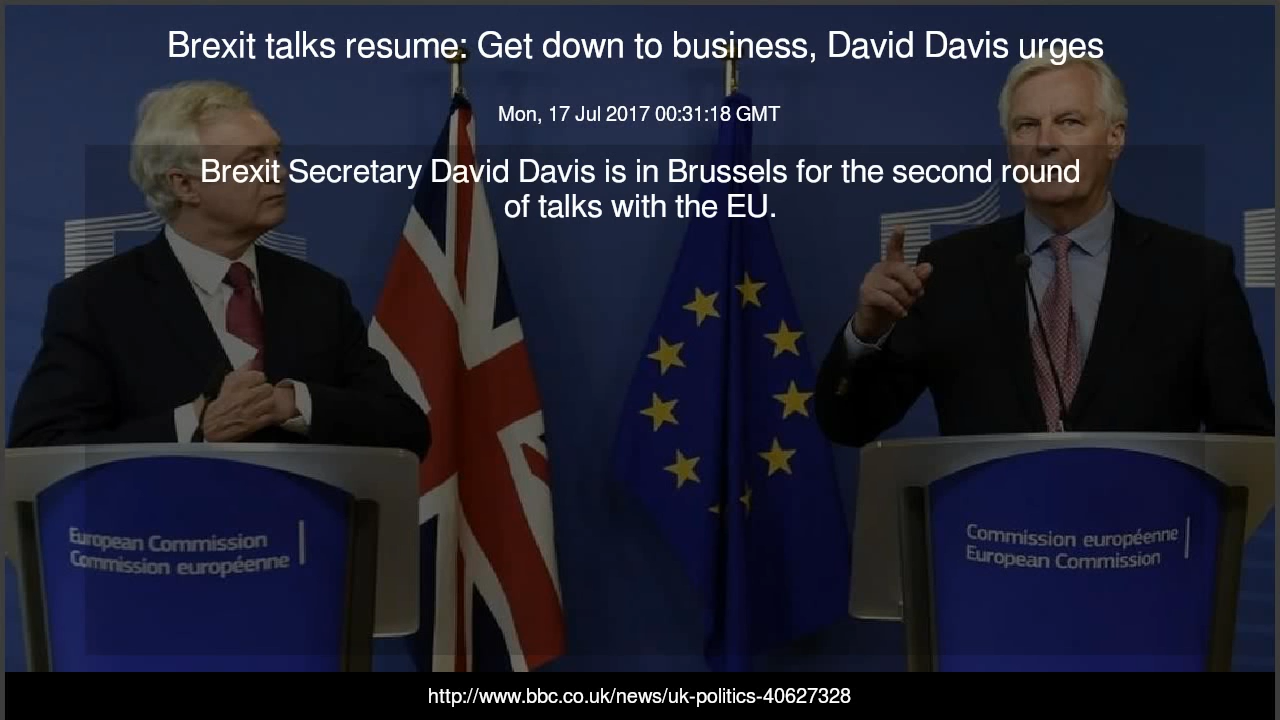 Brexit talks resume: Get down to business, David Davis urges
Mon, 17 Jul 2017 00:31:18 GMT
Brexit Secretary David Davis is in Brussels for the second round
of talks with the EU.
European Commission
Commission européenne
Commission européenne
European Commission
http://www.bbc.co.uk/news/uk-politics-40627328